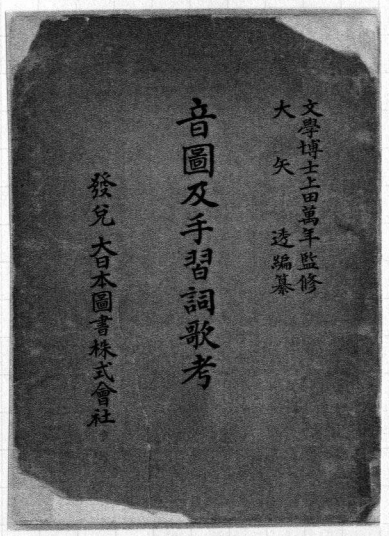 文學博士上田萬年監修
大矢透編纂
音圖及手習詞歌考
發兌 大日本圖書株式會社